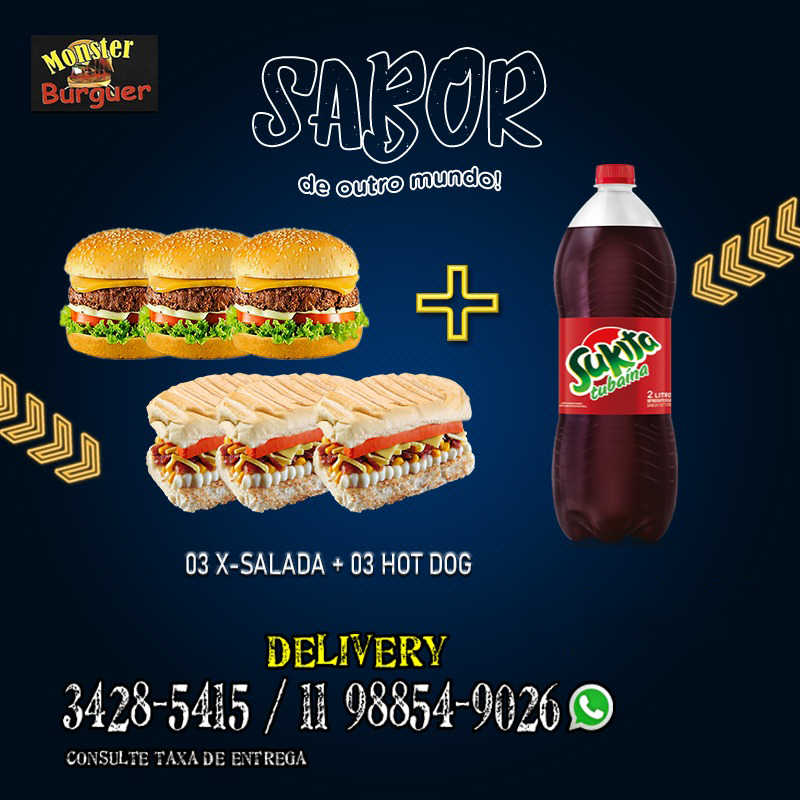 Monster
Burguer
SABOR
de outro mundo!
Sukita
tubaína
2 LITRO
03 X-SALADA + 03 HOT DOG
DELIVERY
3428-5415 / 11 98854-9026
CONSULTE TAXA DE ENTREGA